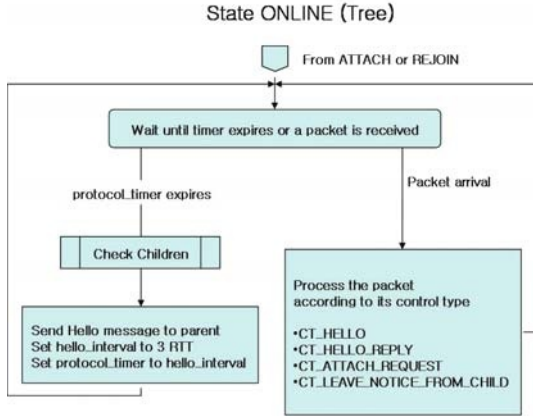 State ONLINE (Tree)
From ATTACH or REJOIN
Wait until timer expires or a packet is received
protocol_timer expires
Packet arrival
Check Children
Send Hello message to parent
Set hello_interval to 3 RTT
Set protocol_timer to hello_interval
Process the packet
according to its control type
•CT_HELLO
•CT_HELLO_REPLY
•CT_ATTACH_REQUEST
•CT_LEAVE_NOTICE_FROM_CHILD